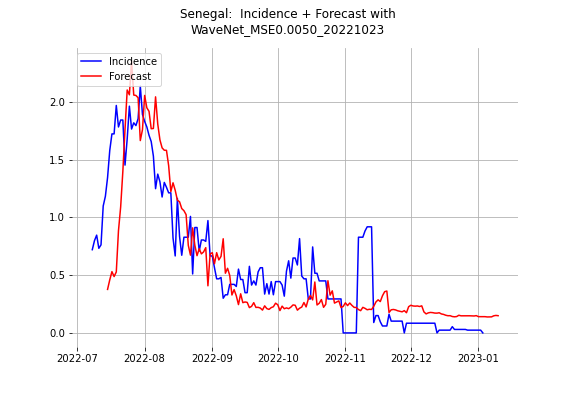 Senegal:  Incidence + Forecast with
WaveNet_MSE0.0050_20221023
Incidence
Forecast
2.0
1.5
1.0
0.5
0.0
2022-07 2022-08 2022-09 2022-10 2022-11 2022-12 2023-01